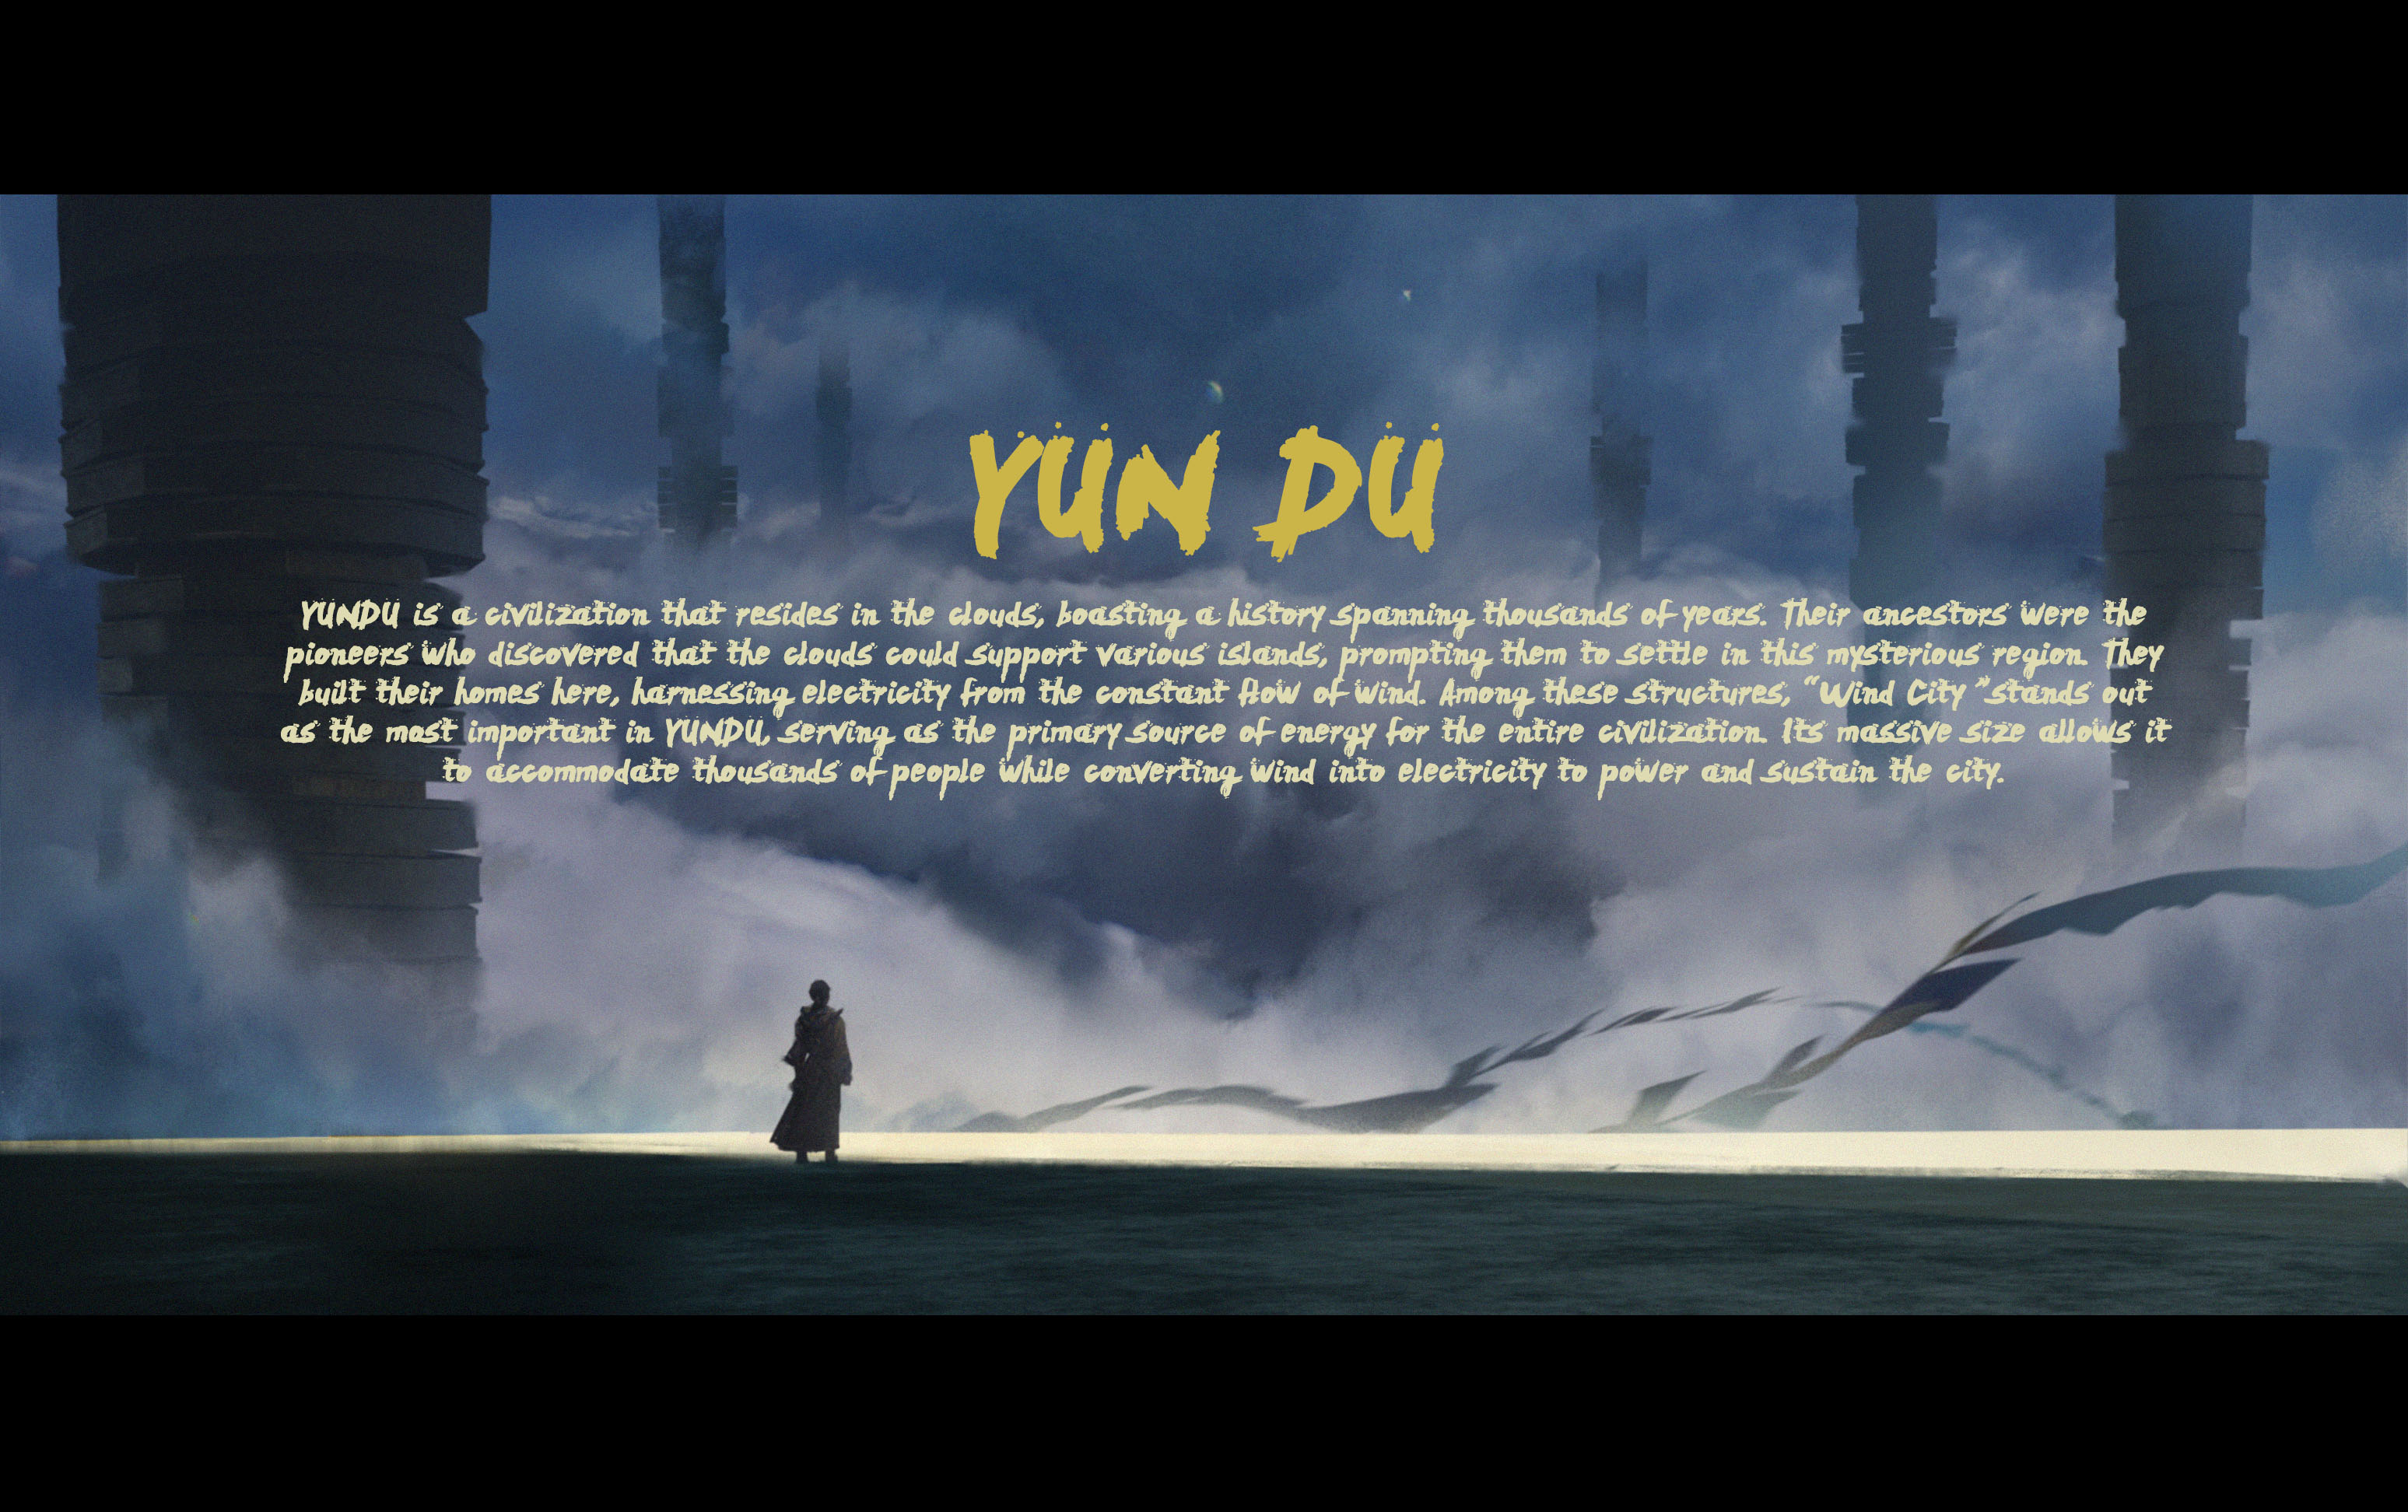 YUN DU
YUNDU is a civilization that resides in the clouds, boasting a history spanning thousands of years. Their ancestors were the
pioneers who discovered that the clouds could support various islands, prompting them to settle in this mysterious region. They
built their homes here, harnessing electricity from the constant flow of wind. Among these structures, “Wind City ”stands out
as the most important in YUNDU, serving as the primary source of energy for the entire civilization. Its massive size allows it
to accommodate thousands of people while converting wind into electricity to power and sustain the city.